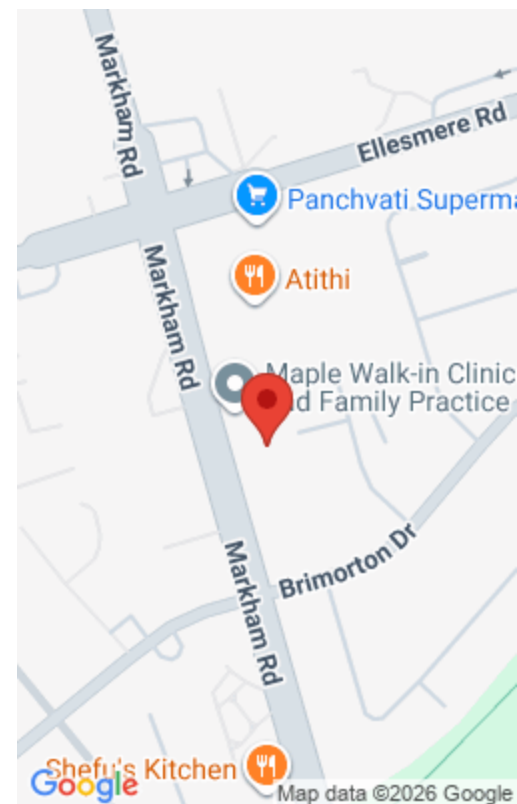 Markham Rd
Ellesmere Rd
Panchvati Superma
Markham Rd
Atithi
Maple Walk-in Clinic
nd Family Practice
Markham Rd
Brimorton Dr
Shefu's Kitchen
Google
Map data ©2026 Google